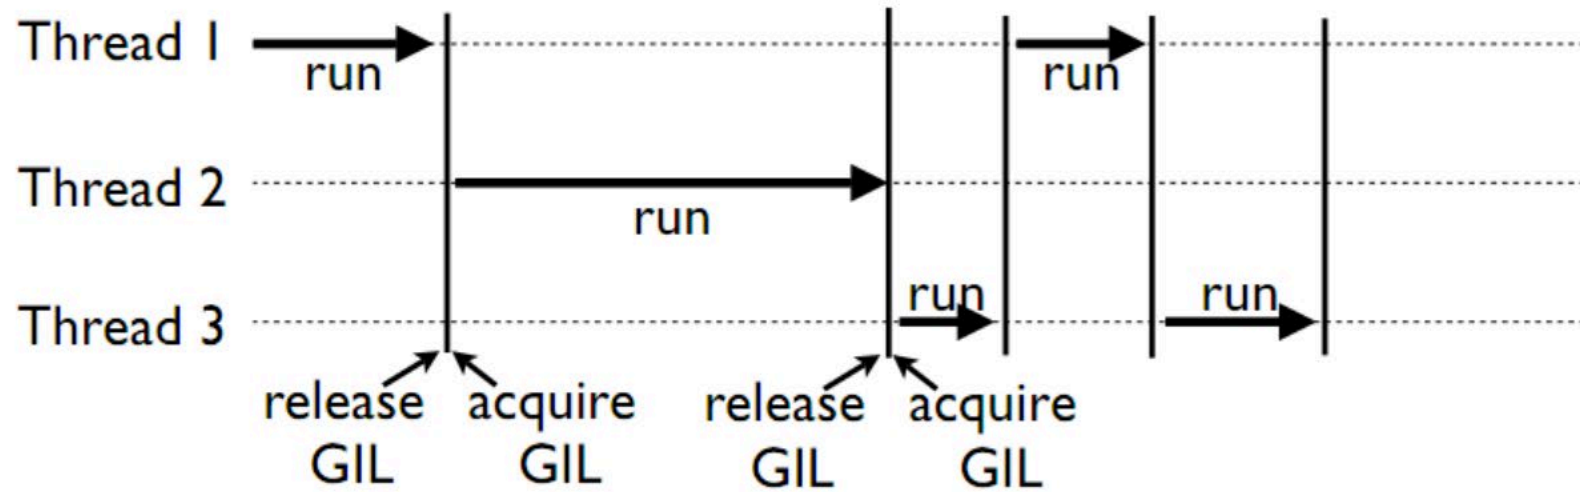 Thread 1
run
run
Thread 2
run
Thread 3
run
run
release
GIL
acquire
GIL
release
GIL
acquire
GIL